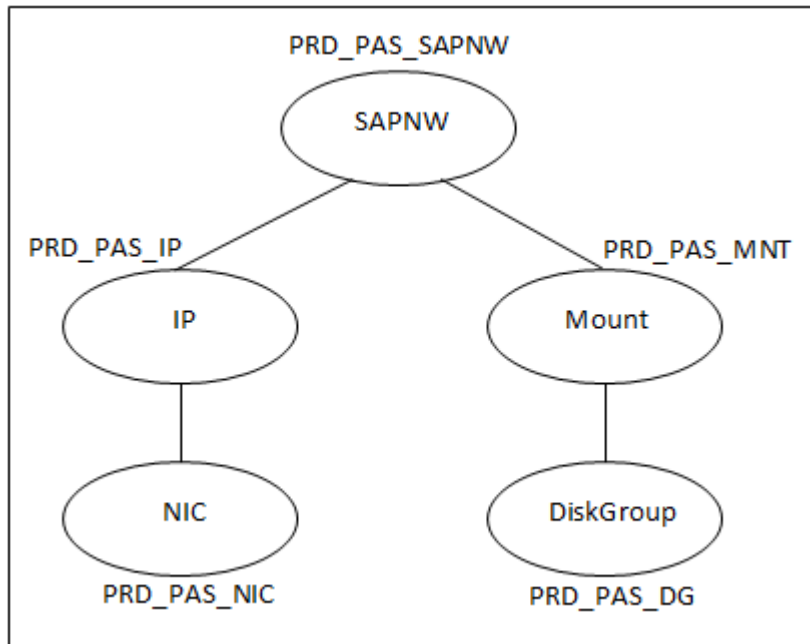 PRD_PAS_SAPNW
SAPNW
PRD_PAS_IP
PRD_PAS_MNT
IP
Mount
NIC
DiskGroup
PRD_PAS_NIC
PRD_PAS_DG